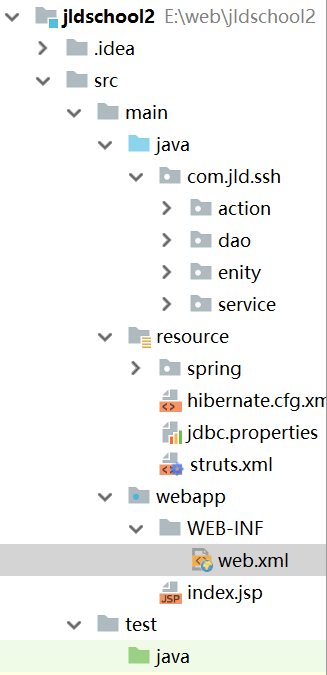 jldschool2 E:\web\jldschool2
.idea
src
main
java
com.jld.ssh
action
dao
enity
service
resource
spring
hibernate.cfg.xm
jdbc.properties
struts.xml
webapp
WEB-INF
web.xml
JSP index.jsp
test
java